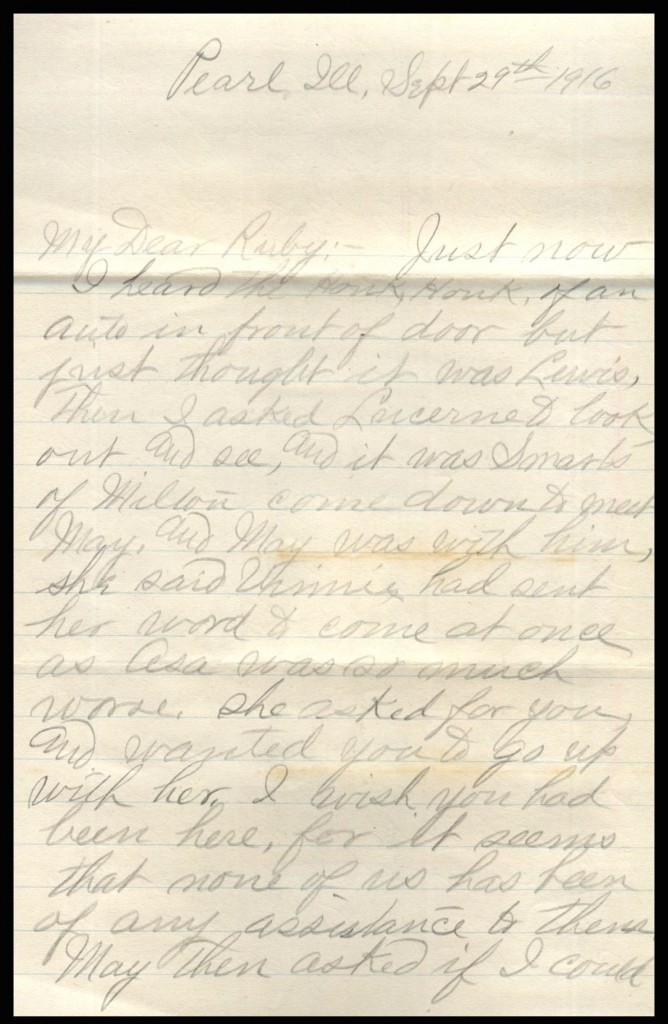 Pearl, Ill, Sept 29th 1916
My Dear Ruby:- Just now
I heard the Honk, Honk, of an
auto in front of door but
just thought it was Lewis,
then I asked Lucerne to look
out and see, and it was Smarts
of Milton come down to meet
May. and May was with him,
she said Vinnie had sent
her word to come at once
as Asa was so much
worse. she asked for you,
and wanted you to go up
with her. I wish you had
been here, for it seems
that none of us has been
of any assistance to them
May then asked if I could